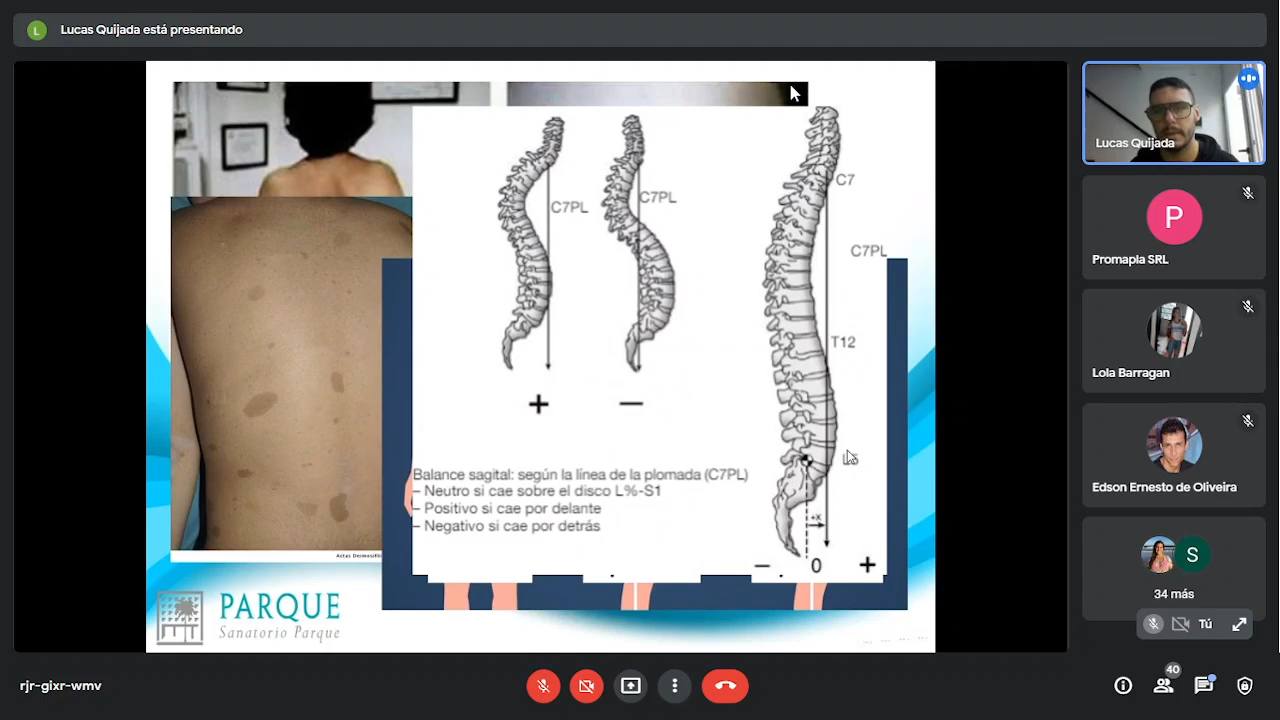 Lucas Quijada está presentando
L
C7PL
C7PL
C7
C7PL
T12
+
–
Balance sagital: según la línea de la plomada (C7PL)
– Neutro si cae sobre el disco L%-S1
– Positivo si cae por delante
– Negativo si cae por detrás
+x
– 0 +
Actas Dermosifili
PARQUE
Sanatorio Parque
Lucas Quijada
P
Promapla SRL
Lola Barragan
Edson Ernesto de Oliveira
S
34 más
Tú
rjr-gixr-wmv
40